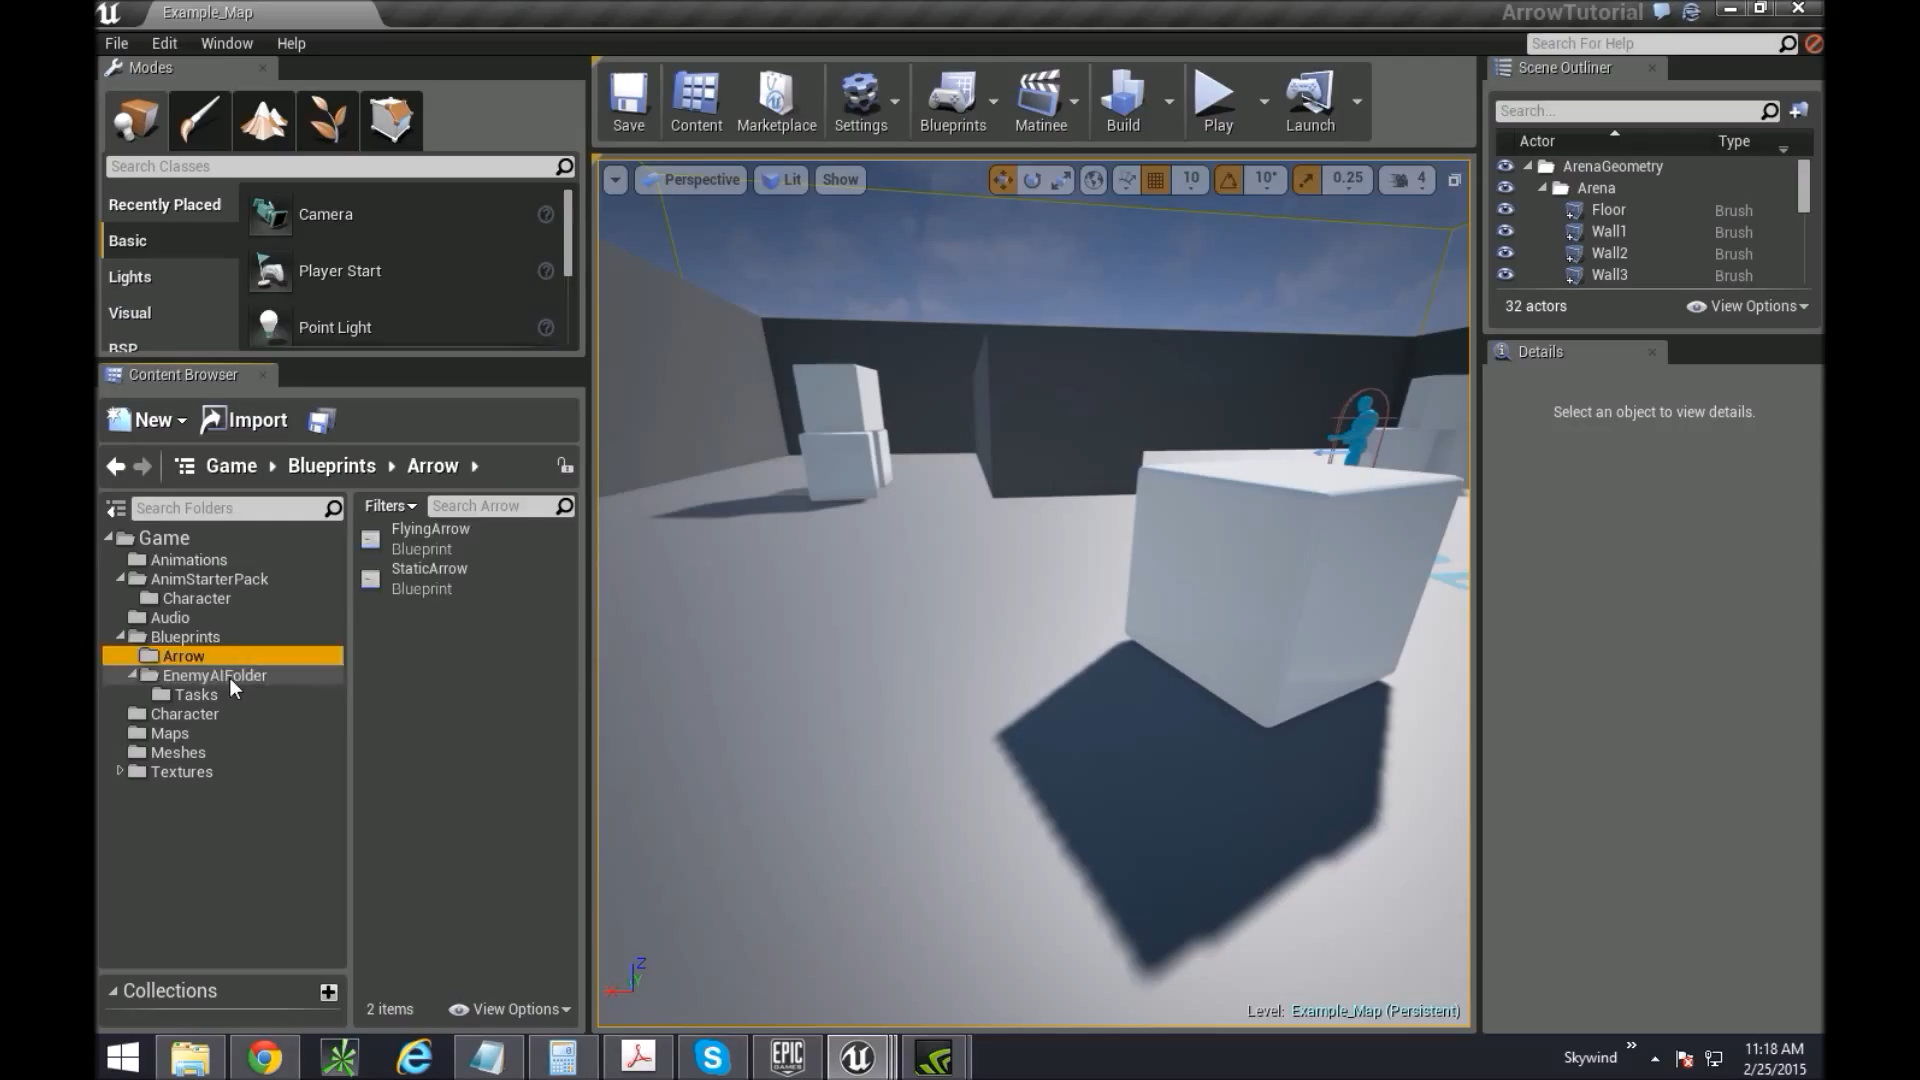 Example_Map
ArrowTutorial
File Edit Window Help
Search For Help
Modes
Search Classes
Recently Placed
Basic
Lights
Visual
BSP
Camera
Player Start
Point Light
Save Content Marketplace Settings Blueprints Matinee Build Play Launch
Perspective Lit Show 10 10° 0.25 4
Scene Outliner
Search...
Actor Type
ArenaGeometry
Arena
Floor Brush
Wall1 Brush
Wall2 Brush
Wall3 Brush
32 actors View Options
Details
Select an object to view details.
Content Browser
New Import
Game Blueprints Arrow
Search Folders
Game
Animations
AnimStarterPack
Character
Audio
Blueprints
Arrow
EnemyAIFolder
Tasks
Character
Maps
Meshes
Textures
Collections
Filters Search Arrow
FlyingArrow
Blueprint
StaticArrow
Blueprint
2 items View Options
Z
Level: Example_Map (Persistent)
EPIC
GAMES
Skywind
11:18 AM
2/25/2015